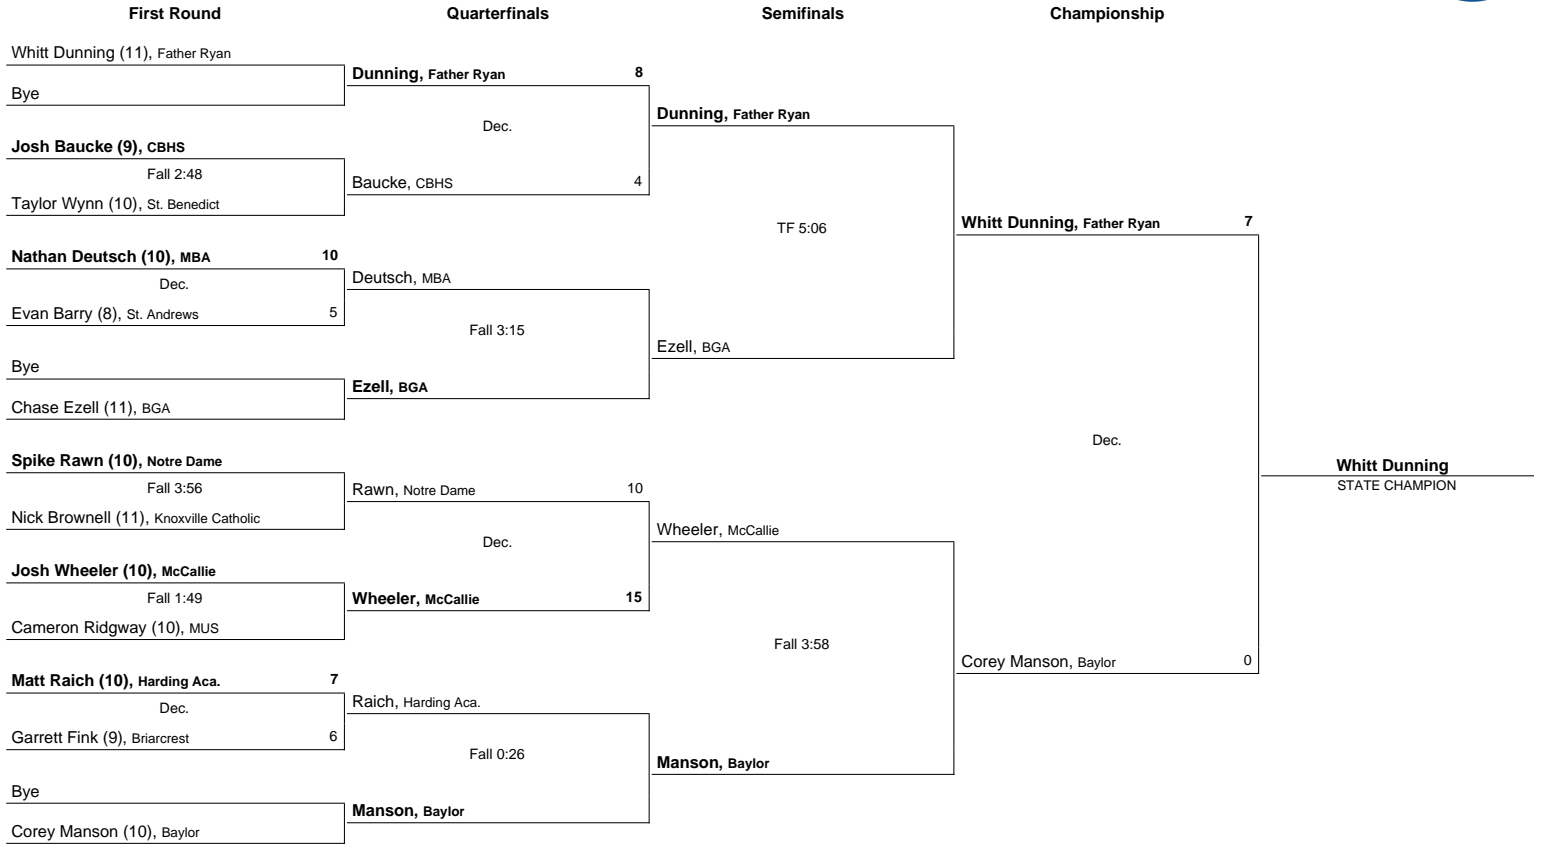 First Round
Quarterfinals
Semifinals
Championship
Whitt Dunning (11), Father Ryan
Bye
Josh Baucke (9), CBHS
Fall 2:48
Taylor Wynn (10), St. Benedict
Nathan Deutsch (10), MBA 10
Dec.
Evan Barry (8), St. Andrews 5
Bye
Chase Ezell (11), BGA
Spike Rawn (10), Notre Dame
Fall 3:56
Nick Brownell (11), Knoxville Catholic
Josh Wheeler (10), McCallie
Fall 1:49
Cameron Ridgway (10), MUS
Matt Raich (10), Harding Aca. 7
Dec.
Garrett Fink (9), Briarcrest 6
Bye
Corey Manson (10), Baylor
Dunning, Father Ryan 8
Dec.
Baucke, CBHS 4
Deutsch, MBA
Fall 3:15
Ezell, BGA
Rawn, Notre Dame 10
Dec.
Wheeler, McCallie 15
Raich, Harding Aca.
Fall 0:26
Manson, Baylor
Dunning, Father Ryan
TF 5:06
Ezell, BGA
Wheeler, McCallie
Fall 3:58
Manson, Baylor
Whitt Dunning, Father Ryan 7
Dec.
Corey Manson, Baylor 0
Whitt Dunning
STATE CHAMPION